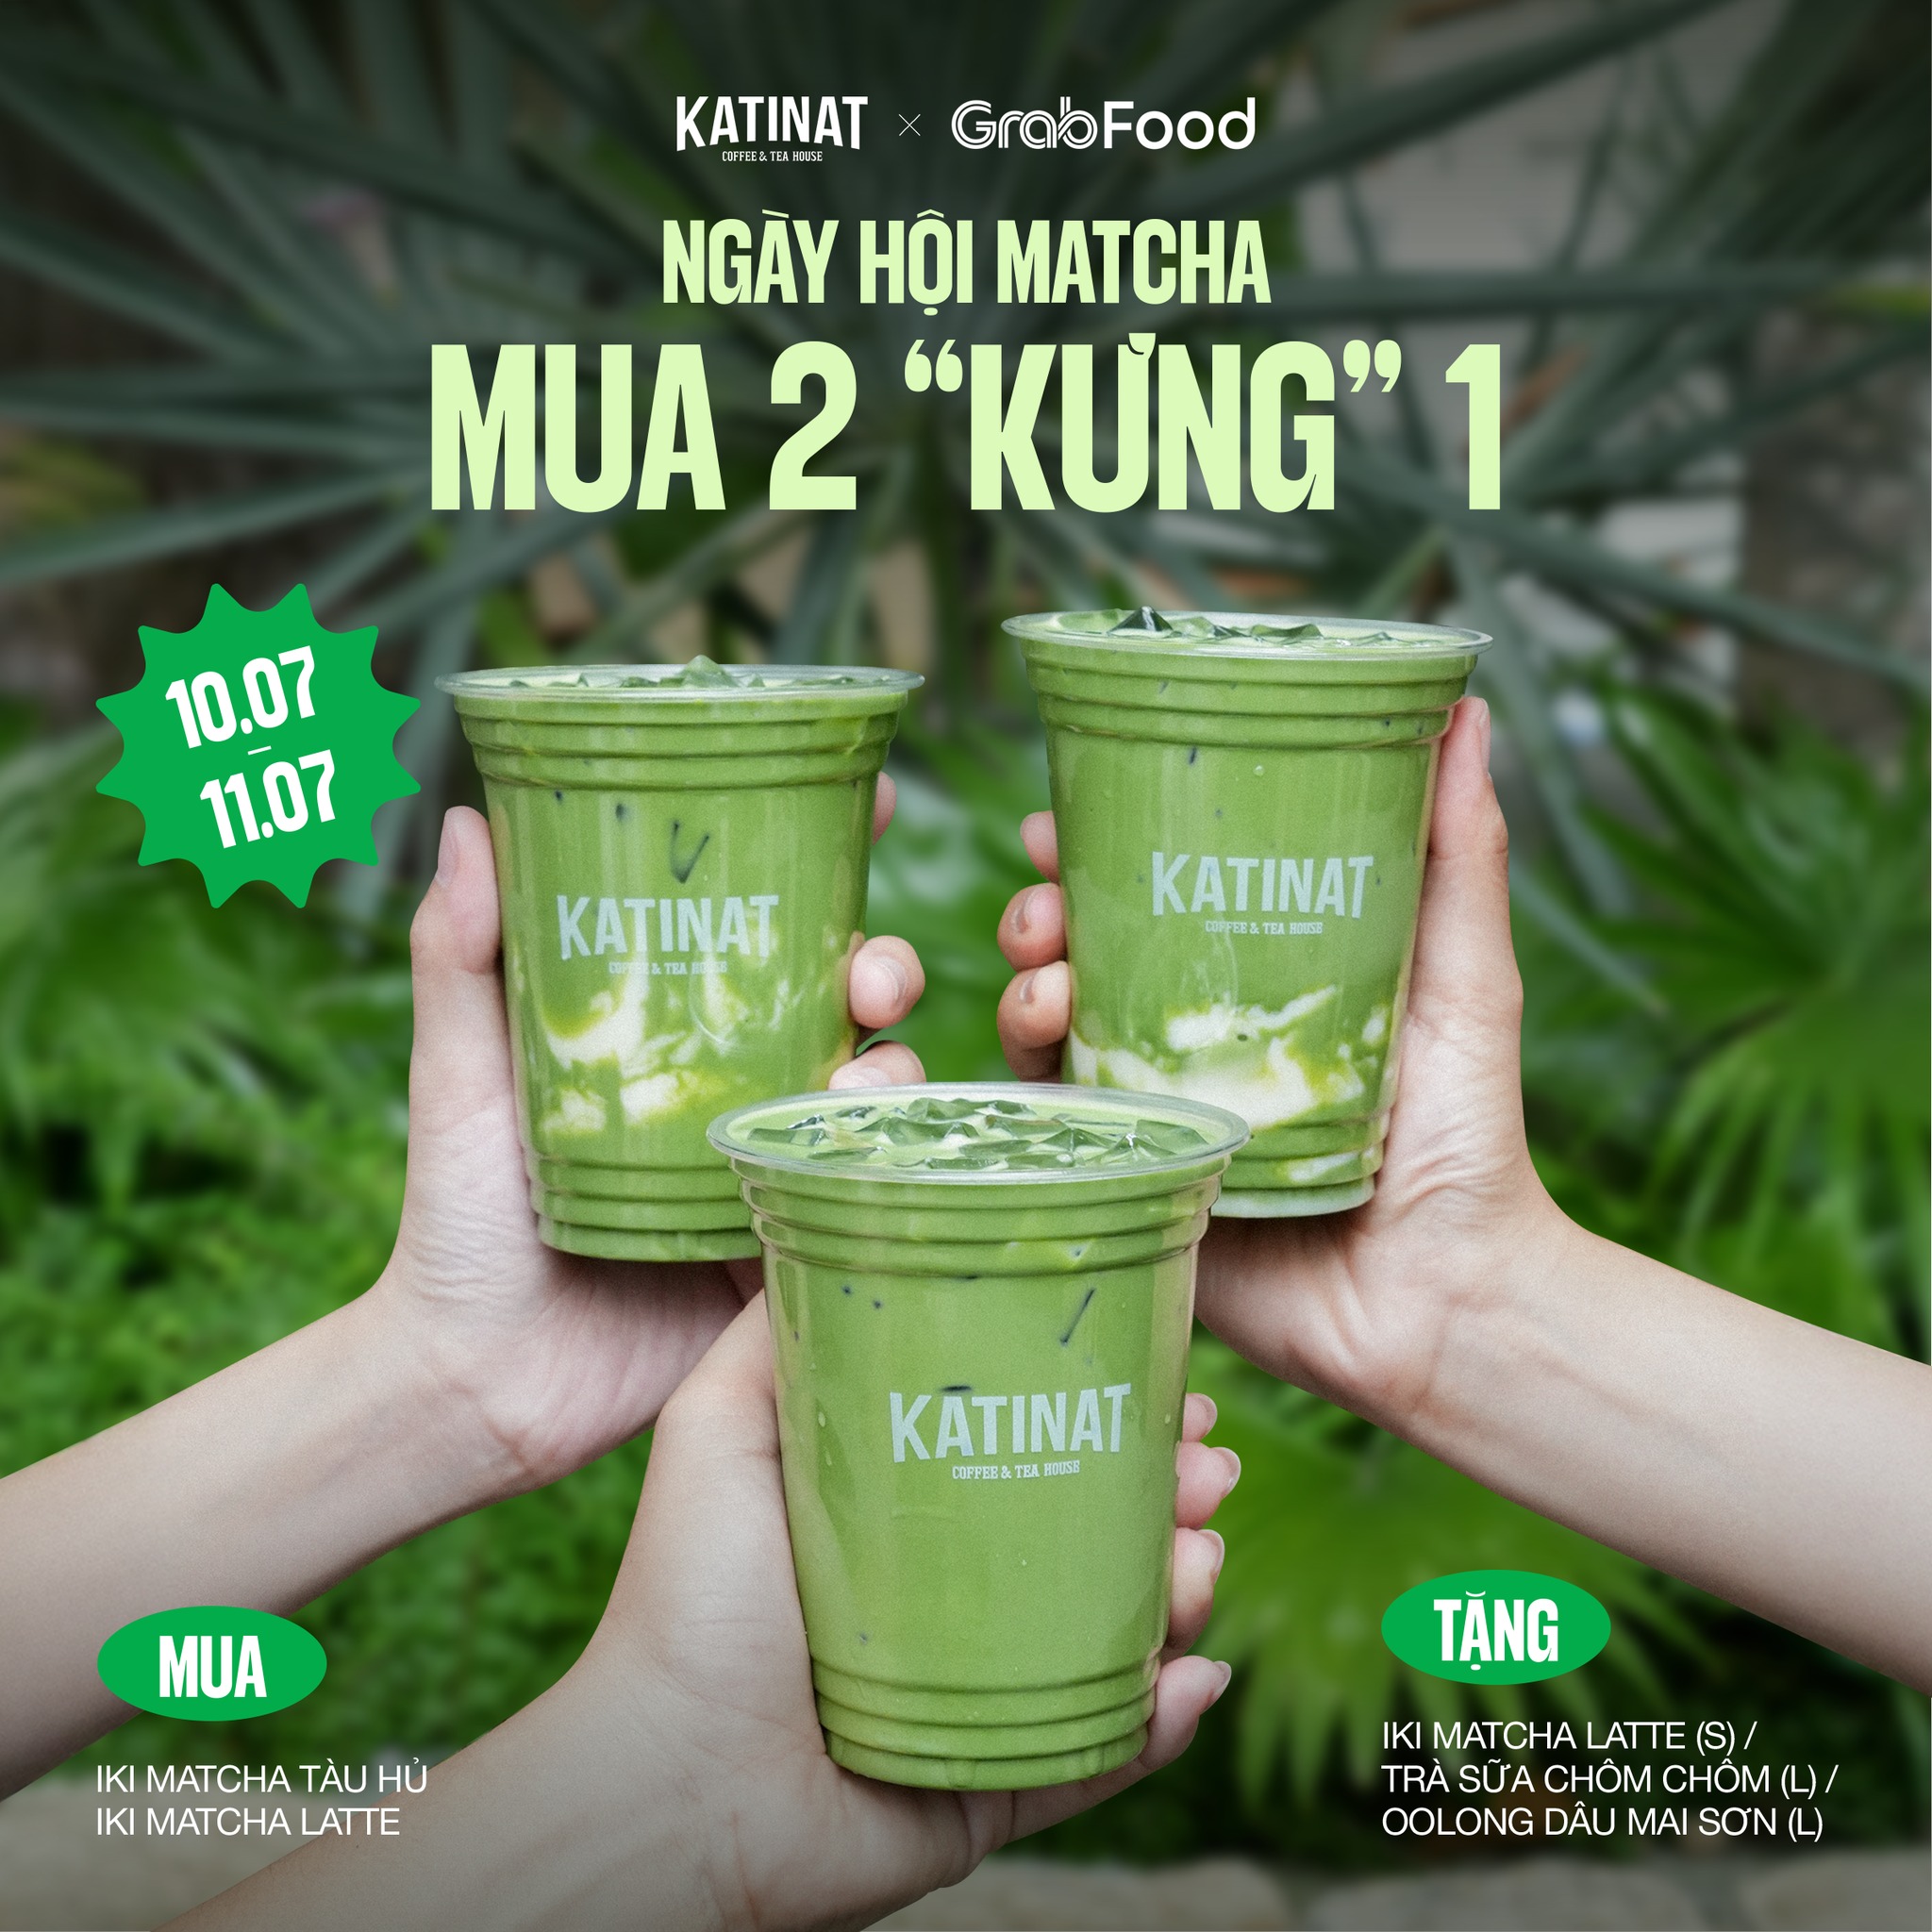 KATINAT × GrabFood
COFFEE & TEA HOUSE
NGÀY HỘI MATCHA
MUA 2 “KƯNG” 1
10.07
–
11.07
KATINAT
COFFEE & TEA HOUSE
KATINAT
COFFEE & TEA HOUSE
KATINAT
COFFEE & TEA HOUSE
MUA
IKI MATCHA TÀU HỦ
IKI MATCHA LATTE
TẶNG
IKI MATCHA LATTE (S) /
TRÀ SỮA CHÔM CHÔM (L) /
OOLONG DÂU MAI SƠN (L)